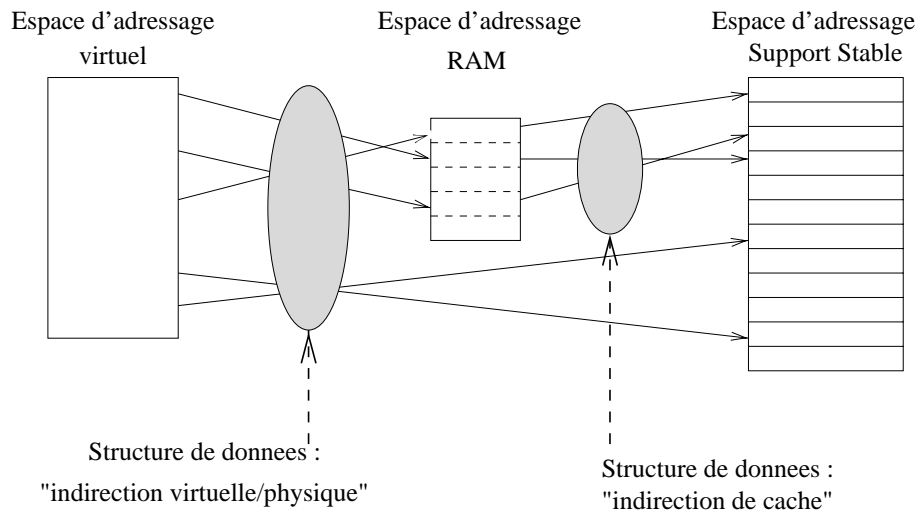 Espace d'adressage
virtuel
Espace d'adressage
RAM
Espace d'adressage
Support Stable
Structure de donnees :
"indirection virtuelle/physique"
Structure de donnees :
"indirection de cache"